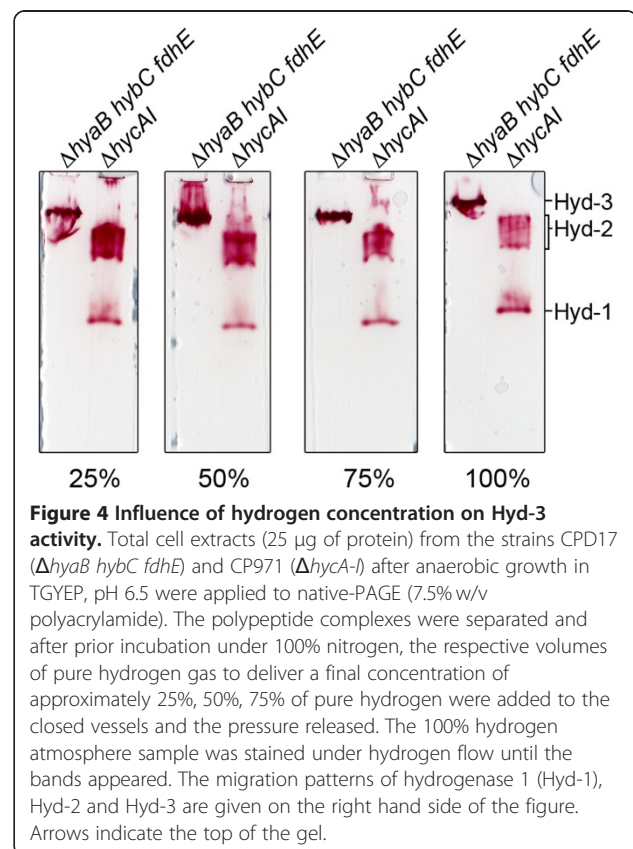 ΔhyaB hybC fdhE
ΔhycAI
ΔhyaB hybC fdhE
ΔhycAI
ΔhyaB hybC fdhE
ΔhycAI
ΔhyaB hybC fdhE
ΔhycAI
Hyd-3
Hyd-2
Hyd-1
25%
50%
75%
100%
Figure 4 Influence of hydrogen concentration on Hyd-3
activity. Total cell extracts (25 μg of protein) from the strains CPD17
(ΔhyaB hybC fdhE) and CP971 (ΔhycA-I) after anaerobic growth in
TGYEP, pH 6.5 were applied to native-PAGE (7.5% w/v
polyacrylamide). The polypeptide complexes were separated and
after prior incubation under 100% nitrogen, the respective volumes
of pure hydrogen gas to deliver a final concentration of
approximately 25%, 50%, 75% of pure hydrogen were added to the
closed vessels and the pressure released. The 100% hydrogen
atmosphere sample was stained under hydrogen flow until the
bands appeared. The migration patterns of hydrogenase 1 (Hyd-1),
Hyd-2 and Hyd-3 are given on the right hand side of the figure.
Arrows indicate the top of the gel.